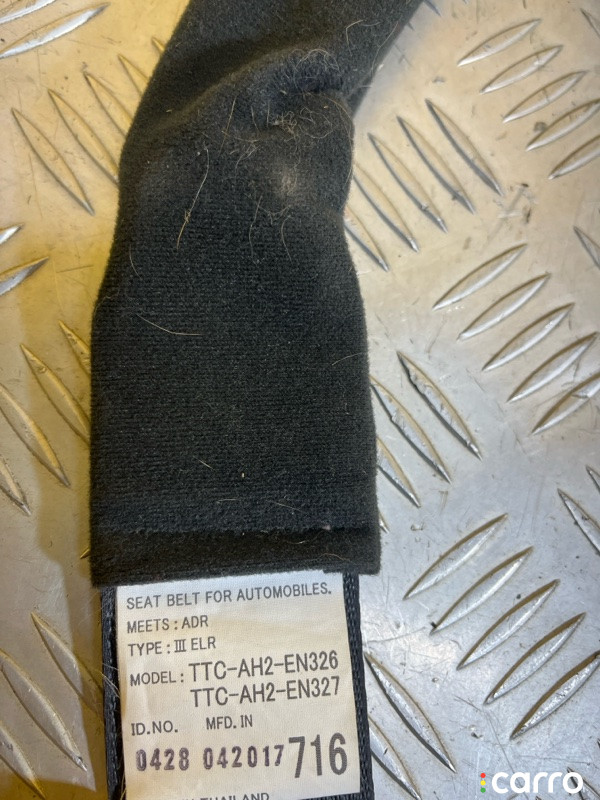 SEAT BELT FOR AUTOMOBILES.
MEETS : ADR
TYPE : III ELR
MODEL : TTC-AH2-EN326
TTC-AH2-EN327
ID.NO. MFD. IN
0428 042017 716
THAILAND
carro